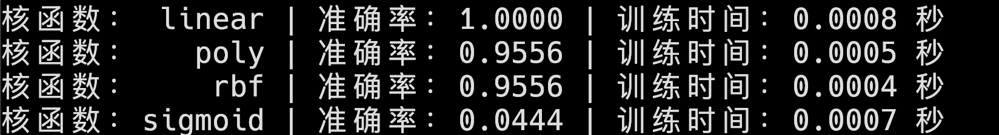 核函数： linear | 准确率：1.0000 | 训练时间：0.0008 秒
核函数： poly | 准确率：0.9556 | 训练时间：0.0005 秒
核函数： rbf | 准确率：0.9556 | 训练时间：0.0004 秒
核函数： sigmoid | 准确率：0.0444 | 训练时间：0.0007 秒